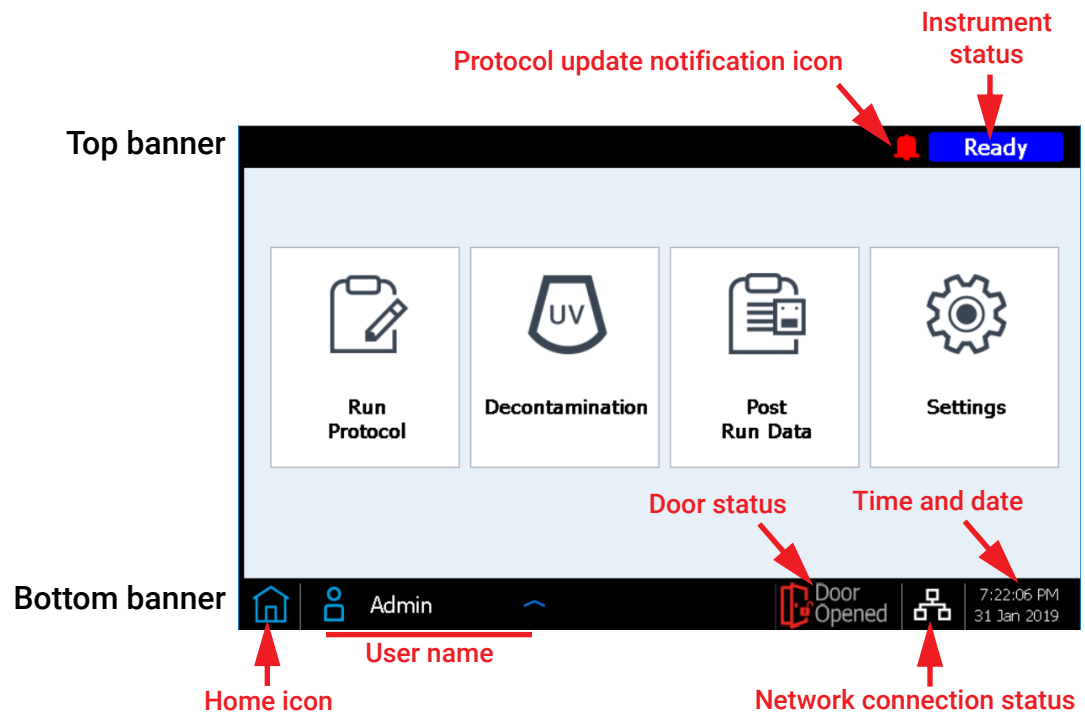 Instrument
status
Protocol update notification icon
Top banner
Ready
UV
Run
Protocol
Decontamination
Post
Run Data
Settings
Door status
Time and date
Bottom banner
Admin
Door
Opened
7:22:06 PM
31 Jan 2019
User name
Home icon
Network connection status